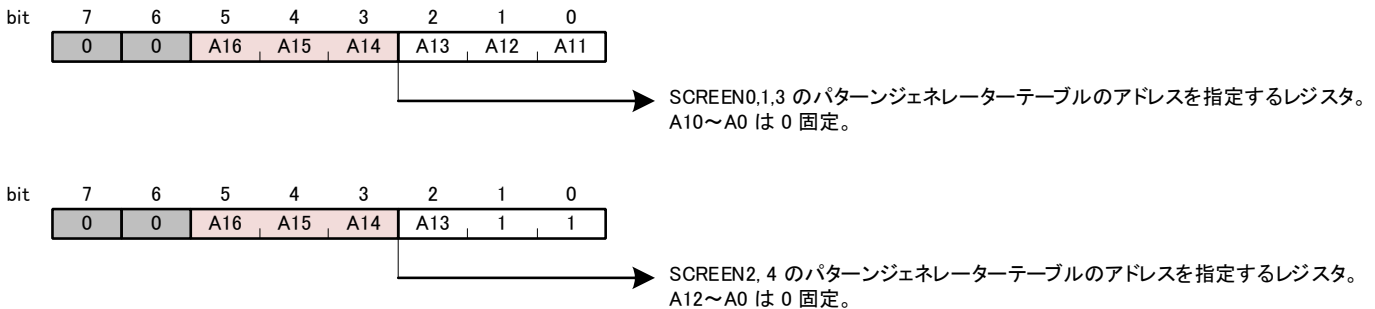 bit 7 6 5 4 3 2 1 0
0 0 A16 A15 A14 A13 A12 A11
SCREEN0,1,3 のパターンジェネレーターテーブルのアドレスを指定するレジスタ。
A10～A0 は 0 固定。
bit 7 6 5 4 3 2 1 0
0 0 A16 A15 A14 A13 1 1
SCREEN2, 4 のパターンジェネレーターテーブルのアドレスを指定するレジスタ。
A12～A0 は 0 固定。